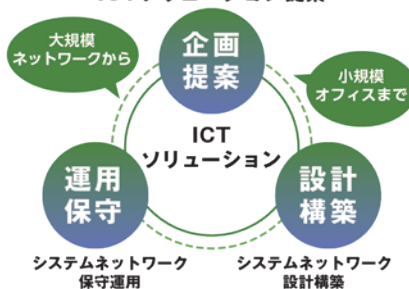 大規模
ネットワークから
企画
提案
小規模
オフィスまで
ICT
ソリューション
運用
保守
設計
構築
システムネットワーク
保守運用
システムネットワーク
設計構築